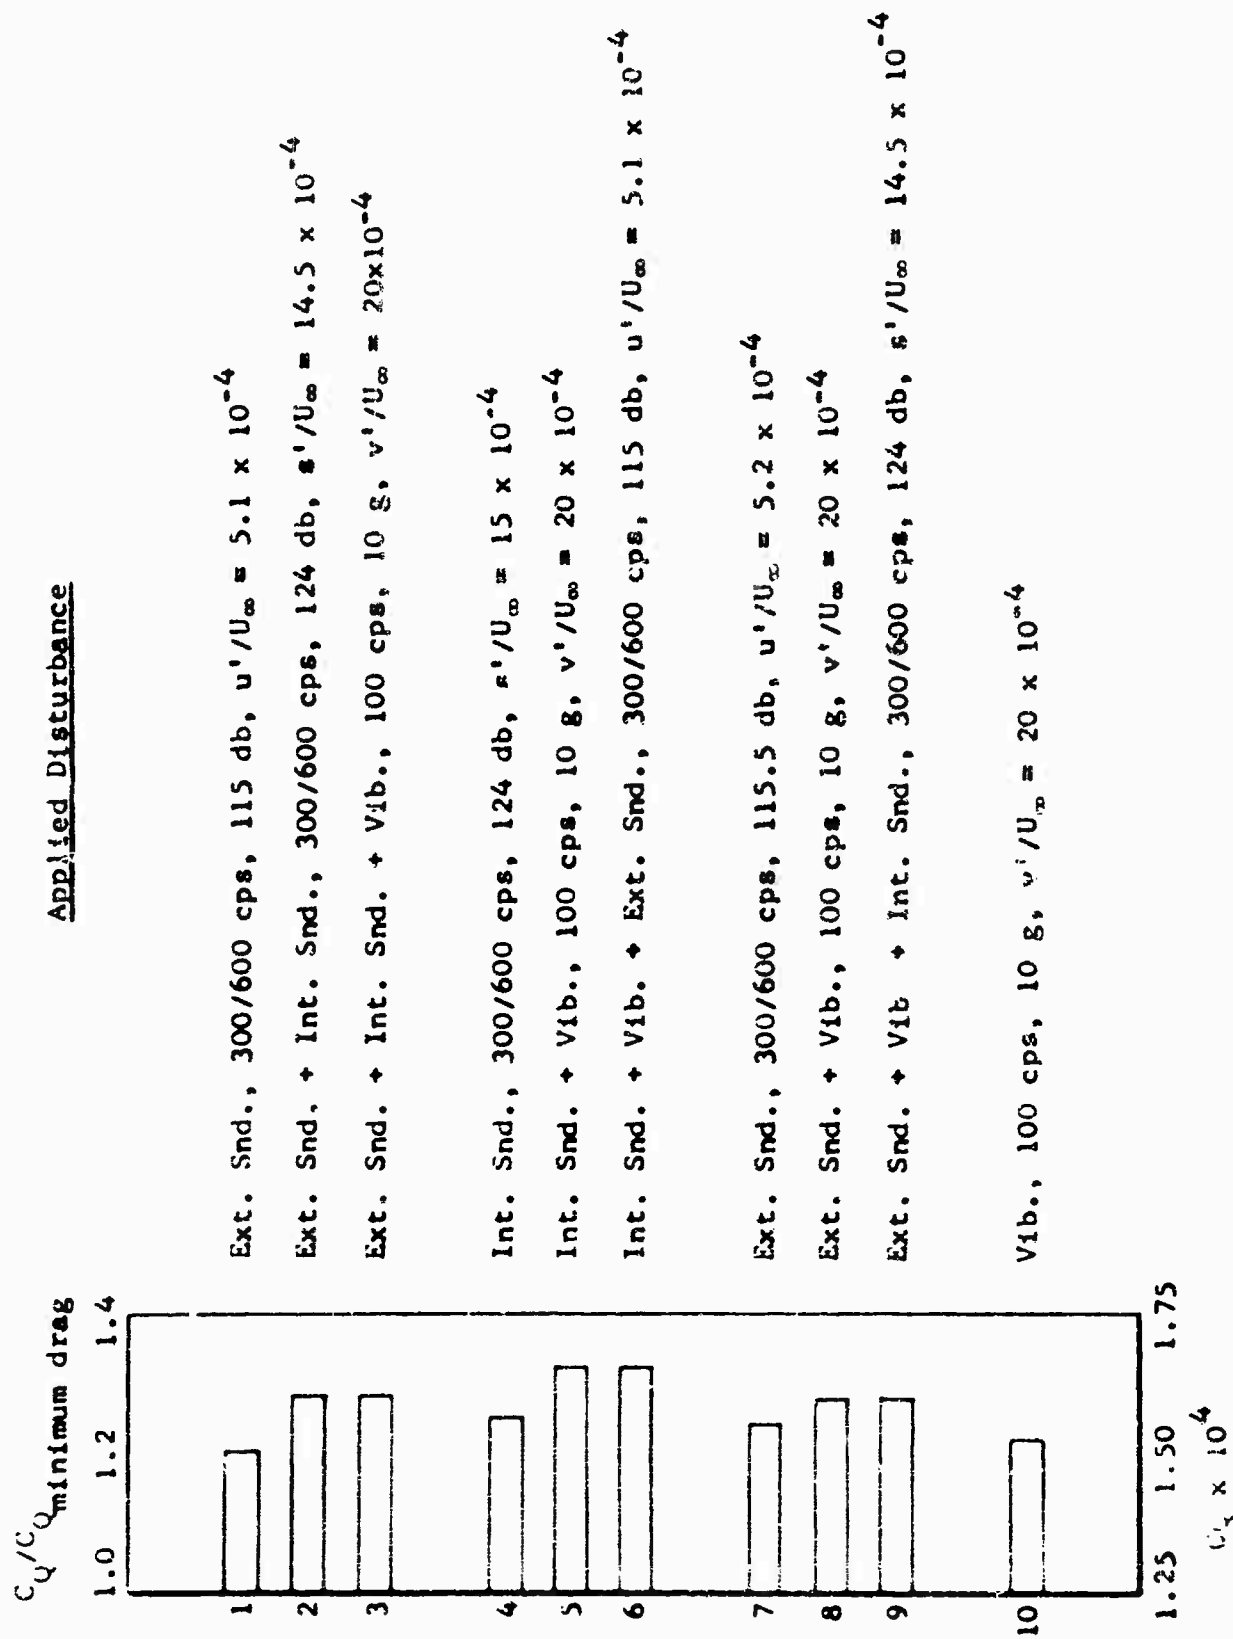 Applied Disturbance
C_Q/C_Q minimum drag
1.0 1.2 1.4
1 Ext. Snd., 300/600 cps, 115 db, u'/U∞ = 5.1 x 10⁻⁴
2 Ext. Snd. + Int. Snd., 300/600 cps, 124 db, s'/U∞ = 14.5 x 10⁻⁴
3 Ext. Snd. + Int. Snd. + Vib., 100 cps, 10 g, v'/U∞ = 20x10⁻⁴
4 Int. Snd., 300/600 cps, 124 db, s'/U∞ = 15 x 10⁻⁴
5 Int. Snd. + Vib., 100 cps, 10 g, v'/U∞ = 20 x 10⁻⁴
6 Int. Snd. + Vib. + Ext. Snd., 300/600 cps, 115 db, u'/U∞ = 5.1 x 10⁻⁴
7 Ext. Snd., 300/600 cps, 115.5 db, u'/U∞ = 5.2 x 10⁻⁴
8 Ext. Snd. + Vib., 100 cps, 10 g, v'/U∞ = 20 x 10⁻⁴
9 Ext. Snd. + Vib + Int. Snd., 300/600 cps, 124 db, s'/U∞ = 14.5 x 10⁻⁴
10 Vib., 100 cps, 10 g, v'/U∞ = 20 x 10⁻⁴
1.25 1.50 1.75
x 10⁴